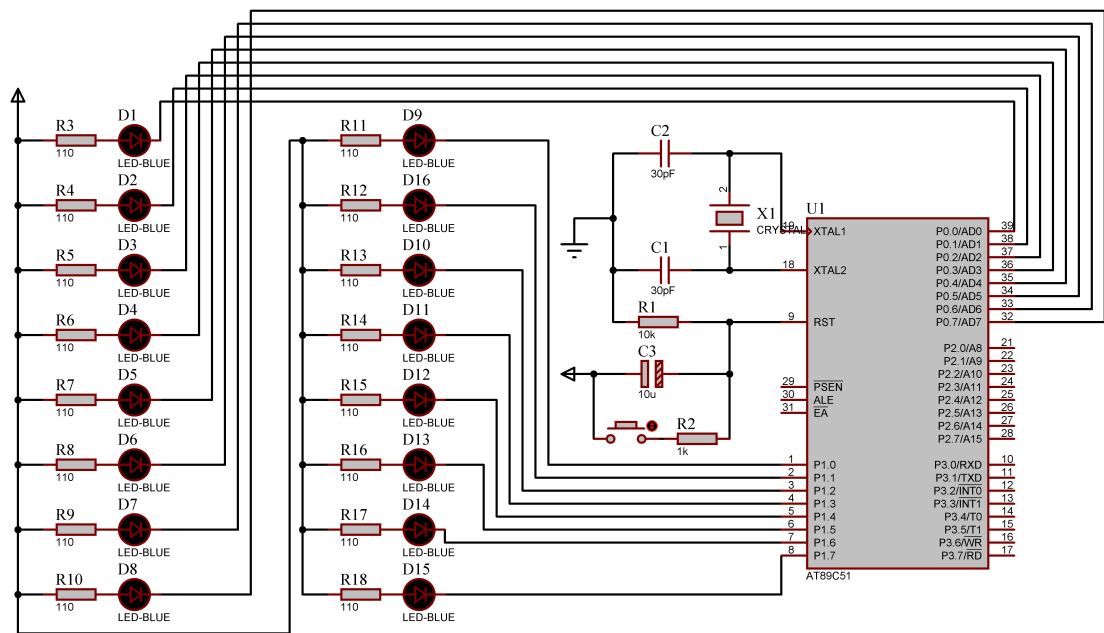 R3
110
D1
LED-BLUE
R4
110
D2
LED-BLUE
R5
110
D3
LED-BLUE
R6
110
D4
LED-BLUE
R7
110
D5
LED-BLUE
R8
110
D6
LED-BLUE
R9
110
D7
LED-BLUE
R10
110
D8
LED-BLUE
R11
110
D9
LED-BLUE
R12
110
D16
LED-BLUE
R13
110
D10
LED-BLUE
R14
110
D11
LED-BLUE
R15
110
D12
LED-BLUE
R16
110
D13
LED-BLUE
R17
110
D14
LED-BLUE
R18
110
D15
LED-BLUE
C2
30pF
2
X1
CRYSTAL
1
C1
30pF
R1
10k
C3
10u
R2
1k
U1
19 XTAL1
18 XTAL2
9 RST
29 PSEN
30 ALE
31 EA
1 P1.0
2 P1.1
3 P1.2
4 P1.3
5 P1.4
6 P1.5
7 P1.6
8 P1.7
P0.0/AD0 39
P0.1/AD1 38
P0.2/AD2 37
P0.3/AD3 36
P0.4/AD4 35
P0.5/AD5 34
P0.6/AD6 33
P0.7/AD7 32
P2.0/A8 21
P2.1/A9 22
P2.2/A10 23
P2.3/A11 24
P2.4/A12 25
P2.5/A13 26
P2.6/A14 27
P2.7/A15 28
P3.0/RXD 10
P3.1/TXD 11
P3.2/INT0 12
P3.3/INT1 13
P3.4/T0 14
P3.5/T1 15
P3.6/WR 16
P3.7/RD 17
AT89C51